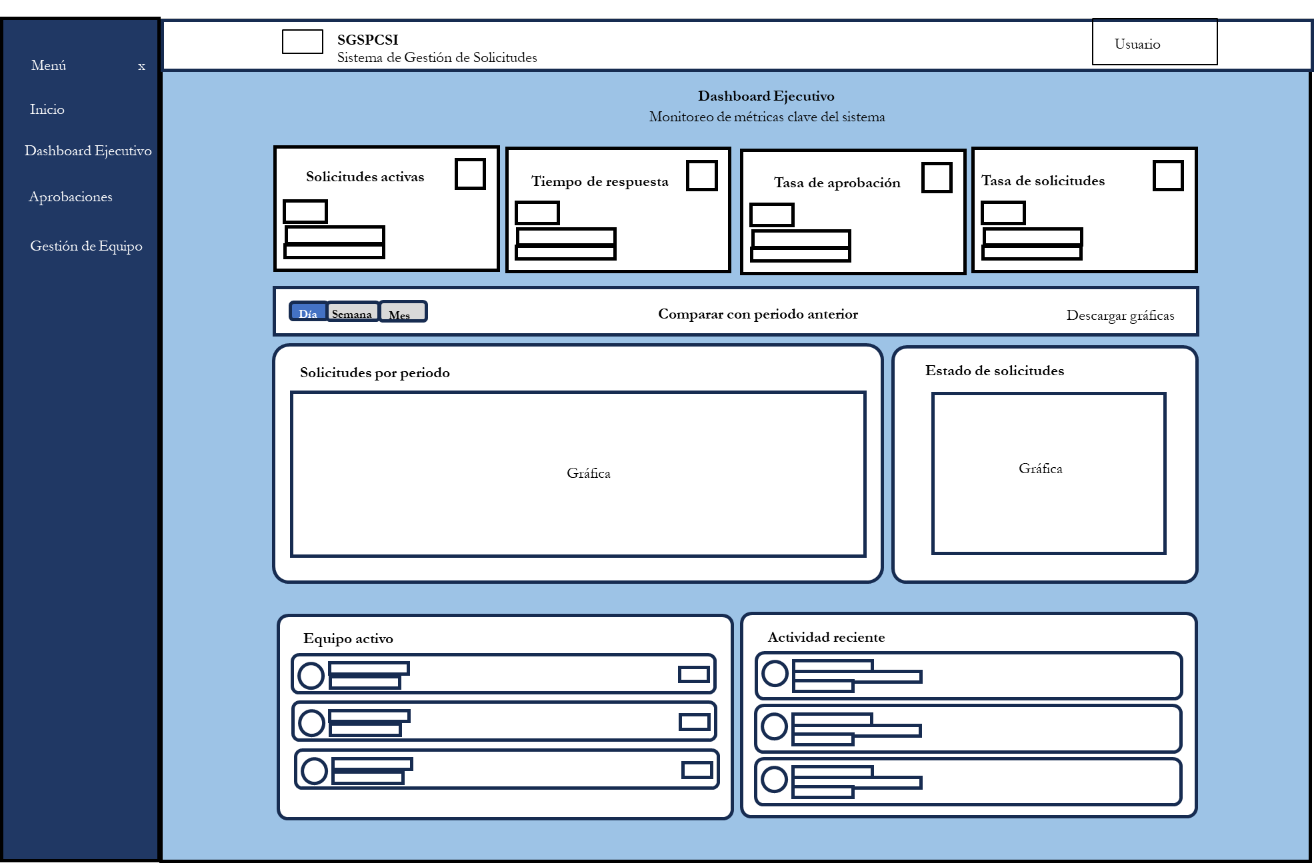 SGSPCSI
Sistema de Gestión de Solicitudes
Usuario
Menú x
Inicio
Dashboard Ejecutivo
Aprobaciones
Gestión de Equipo
Dashboard Ejecutivo
Monitoreo de métricas clave del sistema
Solicitudes activas
Tiempo de respuesta
Tasa de aprobación
Tasa de solicitudes
Día Semana Mes
Comparar con periodo anterior
Descargar gráficas
Solicitudes por periodo
Gráfica
Estado de solicitudes
Gráfica
Equipo activo
Actividad reciente